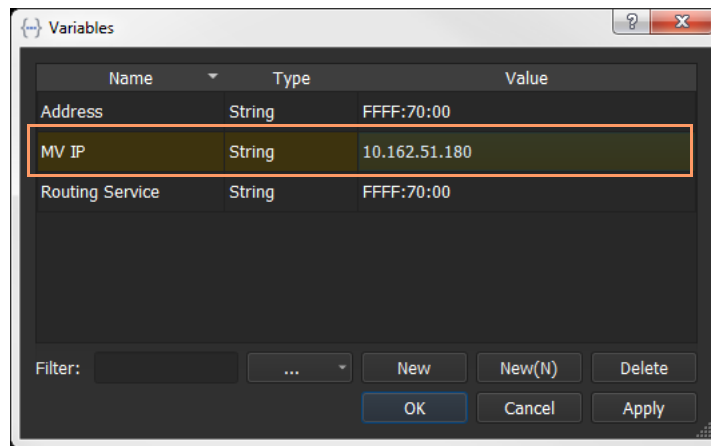 {--} Variables ? X
Name Type Value
Address String FFFF:70:00
MV IP String 10.162.51.180
Routing Service String FFFF:70:00
Filter: ... New New(N) Delete
OK Cancel Apply